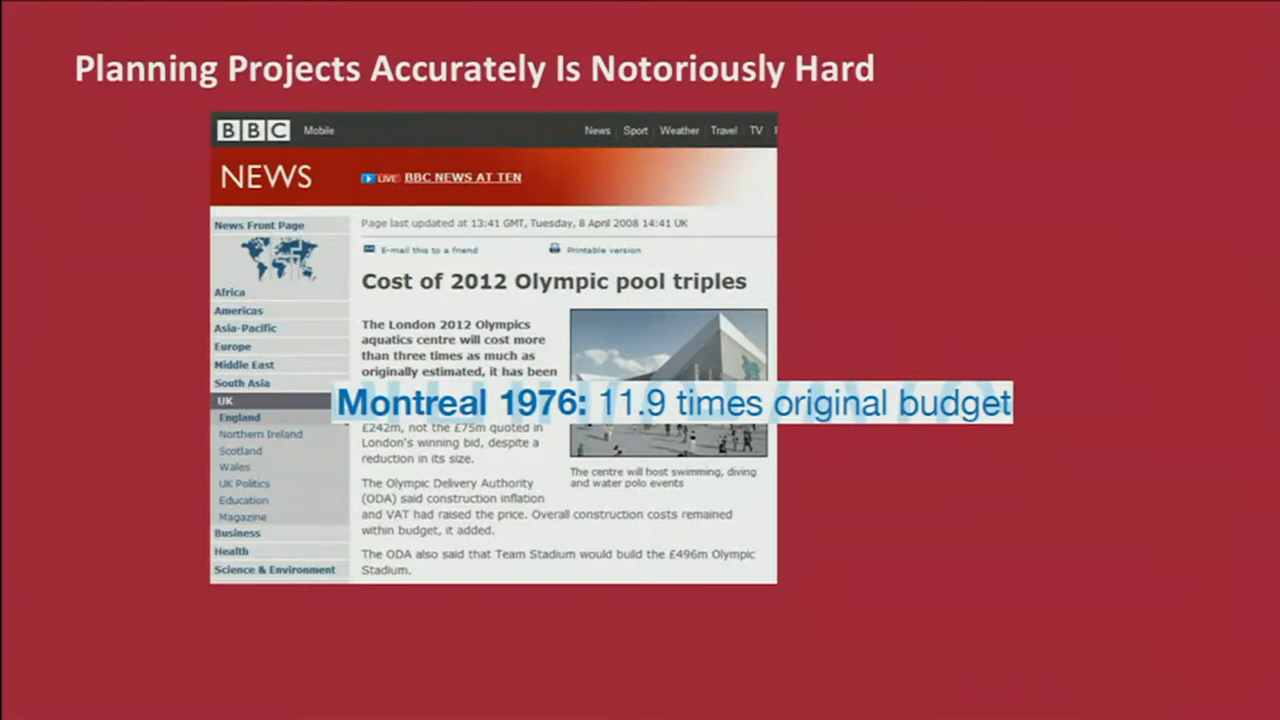 Planning Projects Accurately Is Notoriously Hard
BBC Mobile News Sport Weather Travel TV
NEWS LIVE BBC NEWS AT TEN
News Front Page
Africa
Americas
Asia-Pacific
Europe
Middle East
South Asia
UK
England
Northern Ireland
Scotland
Wales
UK Politics
Education
Magazine
Business
Health
Science & Environment
Page last updated at 13:41 GMT, Tuesday, 8 April 2008 14:41 UK
E-mail this to a friend Printable version
Cost of 2012 Olympic pool triples
The London 2012 Olympics
aquatics centre will cost more
than three times as much as
originally estimated, it has been
Montreal 1976: 11.9 times original budget
£242m, not the £75m quoted in
London's winning bid, despite a
reduction in its size.
The centre will host swimming, diving
and water polo events
The Olympic Delivery Authority
(ODA) said construction inflation
and VAT had raised the price. Overall construction costs remained
within budget, it added.
The ODA also said that Team Stadium would build the £496m Olympic
Stadium.